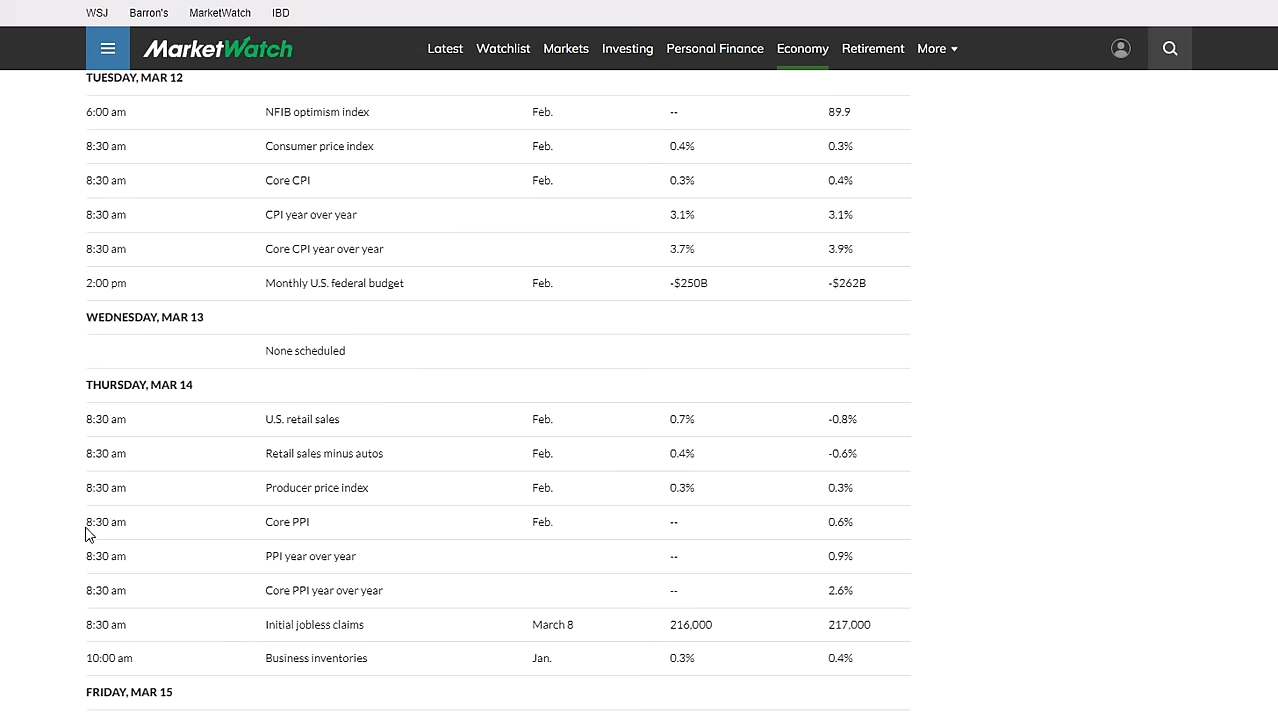 WSJ Barron's MarketWatch IBD
MarketWatch Latest Watchlist Markets Investing Personal Finance Economy Retirement More
TUESDAY, MAR 12
6:00 am NFIB optimism index Feb. -- 89.9
8:30 am Consumer price index Feb. 0.4% 0.3%
8:30 am Core CPI Feb. 0.3% 0.4%
8:30 am CPI year over year 3.1% 3.1%
8:30 am Core CPI year over year 3.7% 3.9%
2:00 pm Monthly U.S. federal budget Feb. -$250B -$262B
WEDNESDAY, MAR 13
None scheduled
THURSDAY, MAR 14
8:30 am U.S. retail sales Feb. 0.7% -0.8%
8:30 am Retail sales minus autos Feb. 0.4% -0.6%
8:30 am Producer price index Feb. 0.3% 0.3%
8:30 am Core PPI Feb. -- 0.6%
8:30 am PPI year over year -- 0.9%
8:30 am Core PPI year over year -- 2.6%
8:30 am Initial jobless claims March 8 216,000 217,000
10:00 am Business inventories Jan. 0.3% 0.4%
FRIDAY, MAR 15